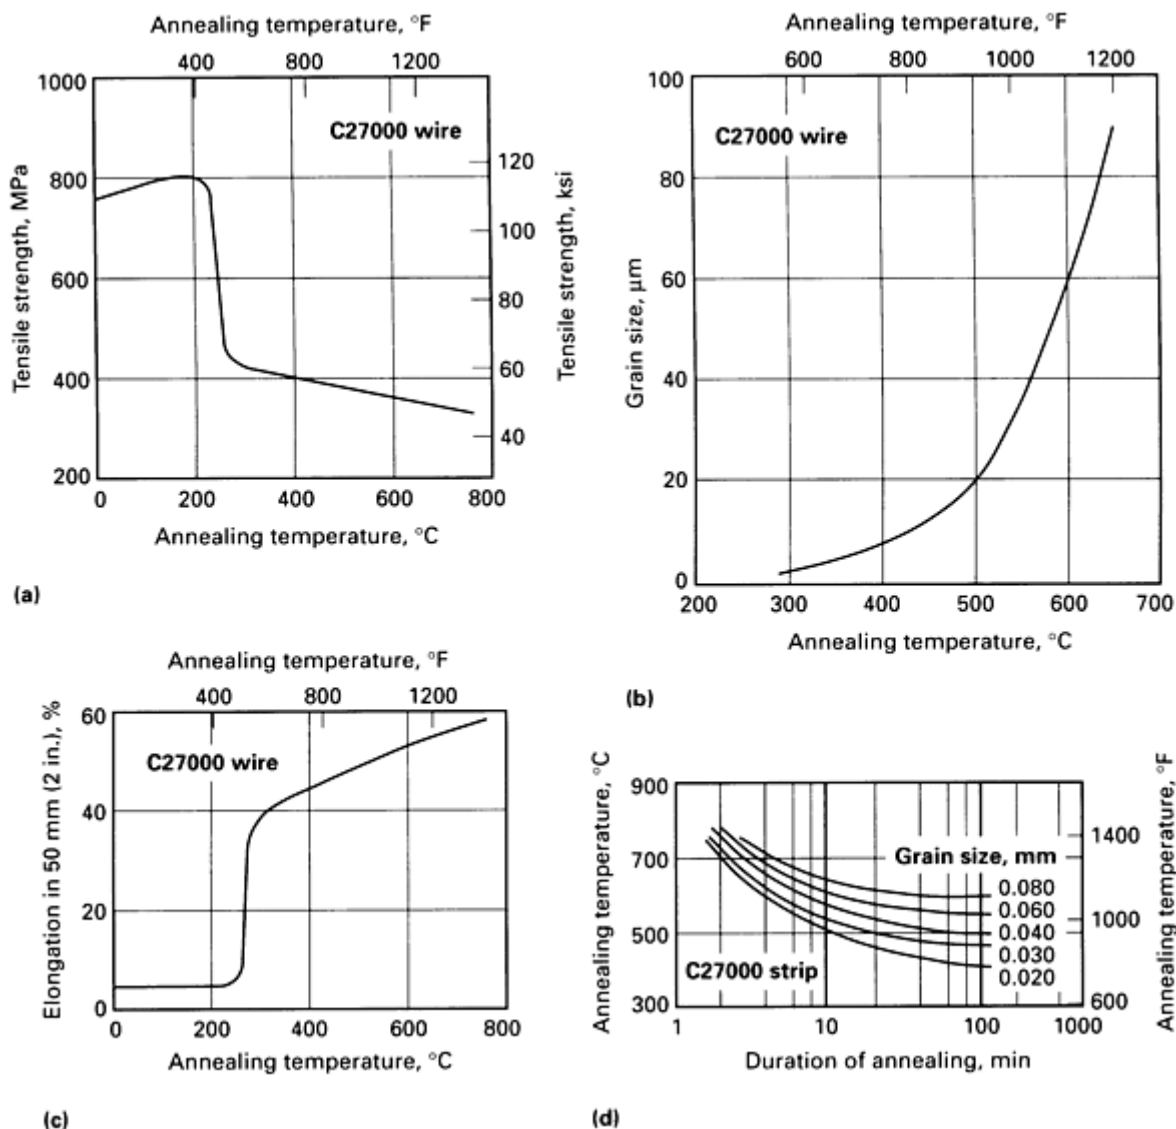 Annealing temperature, °F
400 800 1200
1000
800
600
400
200
Tensile strength, MPa
C27000 wire
120
100
80
60
40
Tensile strength, ksi
0 200 400 600 800
Annealing temperature, °C
(a)
Annealing temperature, °F
600 800 1000 1200
100
80
60
40
20
0
Grain size, μm
C27000 wire
200 300 400 500 600 700
Annealing temperature, °C
(b)
Annealing temperature, °F
400 800 1200
60
40
20
0
Elongation in 50 mm (2 in.), %
C27000 wire
0 200 400 600 800
Annealing temperature, °C
(c)
900
700
500
300
Annealing temperature, °C
Grain size, mm
0.080
0.060
0.040
0.030
0.020
C27000 strip
1400
1000
600
Annealing temperature, °F
1 10 100 1000
Duration of annealing, min
(d)